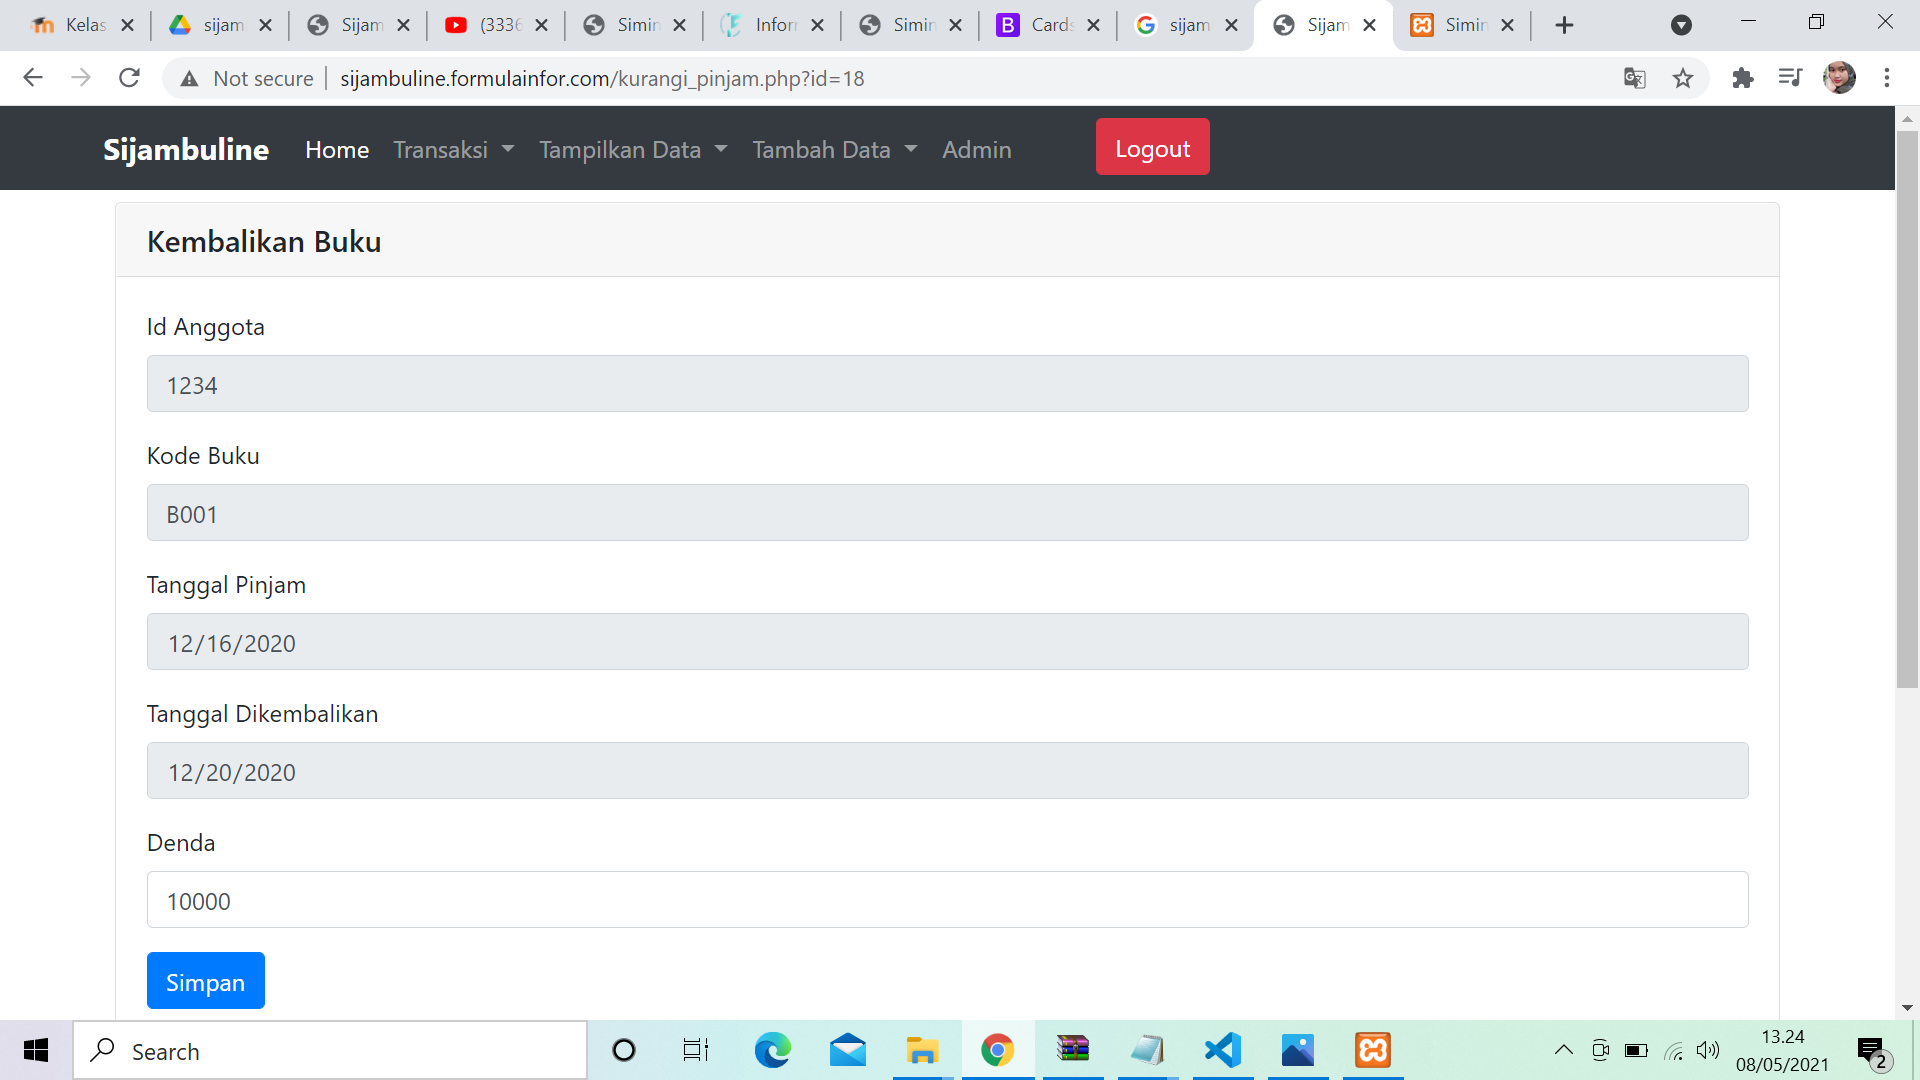 Kelas
sijam
Sijam
(3336
Simin
Inforr
Simin
Cards
sijam
Sijam
Simin
Not secure
sijambuline.formulainfor.com/kurangi_pinjam.php?id=18
Sijambuline Home Transaksi Tampilkan Data Tambah Data Admin Logout
Kembalikan Buku
Id Anggota
1234
Kode Buku
B001
Tanggal Pinjam
12/16/2020
Tanggal Dikembalikan
12/20/2020
Denda
10000
Simpan
Search
13.24
08/05/2021
2